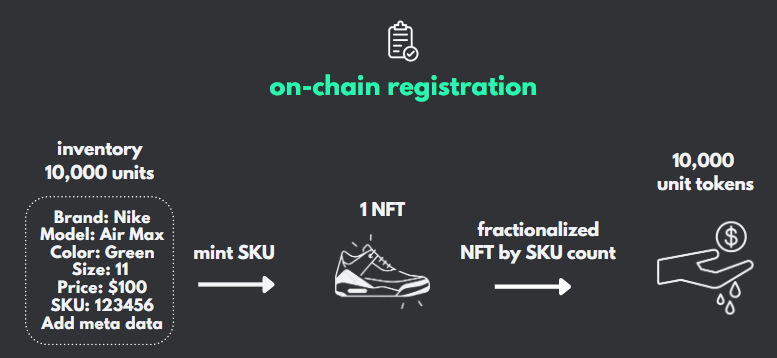 on-chain registration
inventory
10,000 units
Brand: Nike
Model: Air Max
Color: Green
Size: 11
Price: $100
SKU: 123456
Add meta data
mint SKU
1 NFT
fractionalized
NFT by SKU count
10,000
unit tokens
$